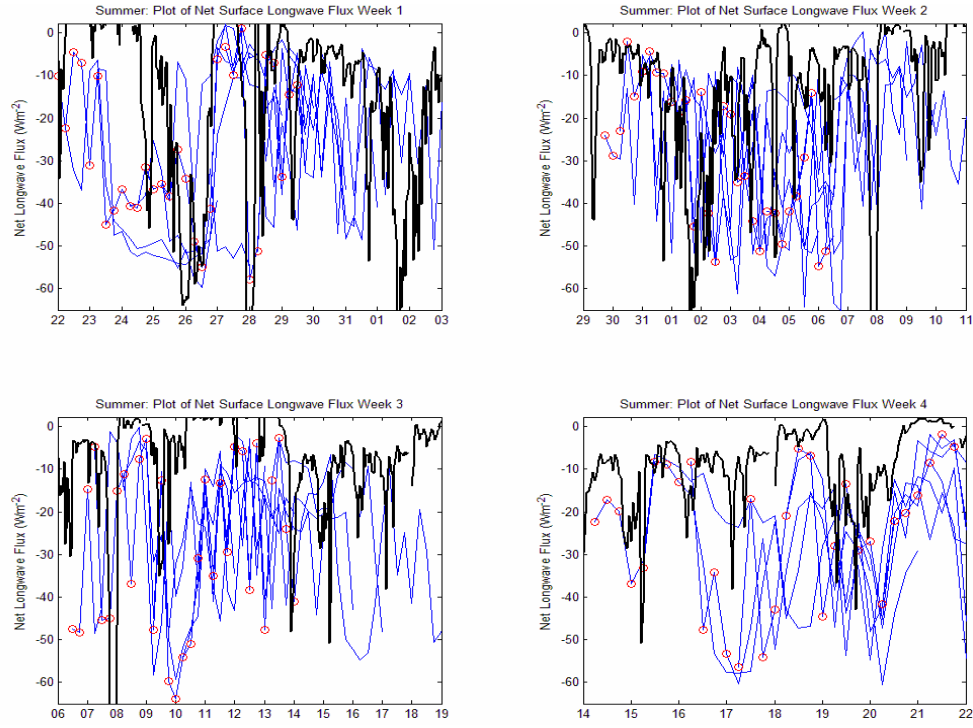 Summer: Plot of Net Surface Longwave Flux Week 1
Net Longwave Flux (Wm⁻²)
0
-10
-20
-30
-40
-50
-60
22 23 24 25 26 27 28 29 30 31 01 02 03
Summer: Plot of Net Surface Longwave Flux Week 2
Net Longwave Flux (Wm⁻²)
0
-10
-20
-30
-40
-50
-60
29 30 31 01 02 03 04 05 06 07 08 09 10 11
Summer: Plot of Net Surface Longwave Flux Week 3
Net Longwave Flux (Wm⁻²)
0
-10
-20
-30
-40
-50
-60
06 07 08 09 10 11 12 13 14 15 16 17 18 19
Summer: Plot of Net Surface Longwave Flux Week 4
Net Longwave Flux (Wm⁻²)
0
-10
-20
-30
-40
-50
-60
14 15 16 17 18 19 20 21 22